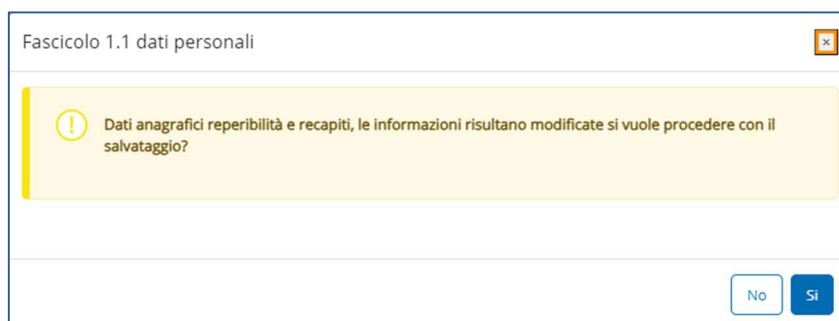 Fascicolo 1.1 dati personali
Dati anagrafici reperibilità e recapiti, le informazioni risultano modificate si vuole procedere con il
salvataggio?
No
Si